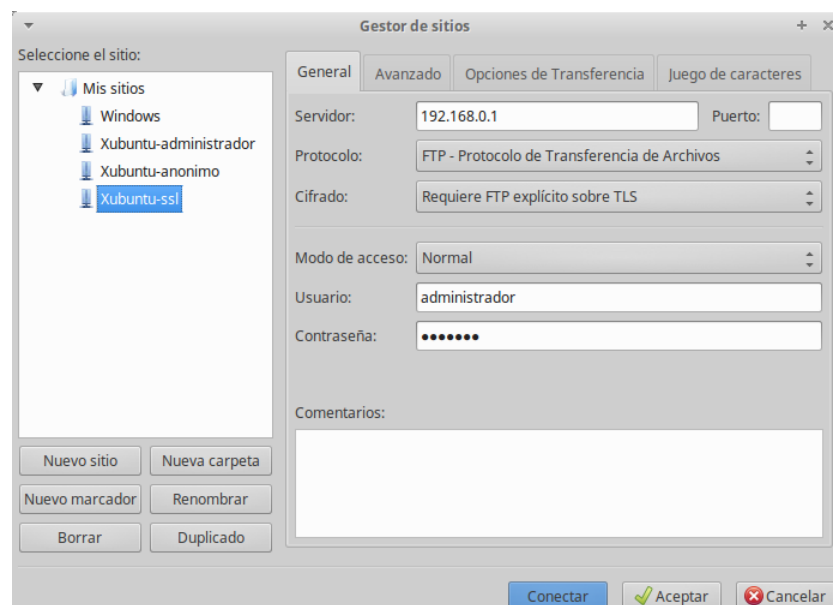 Gestor de sitios
Seleccione el sitio:
Mis sitios
Windows
Xubuntu-administrador
Xubuntu-anonimo
Xubuntu-ssl
Nuevo sitio Nueva carpeta
Nuevo marcador Renombrar
Borrar Duplicado
General Avanzado Opciones de Transferencia Juego de caracteres
Servidor: 192.168.0.1 Puerto:
Protocolo: FTP - Protocolo de Transferencia de Archivos
Cifrado: Requiere FTP explícito sobre TLS
Modo de acceso: Normal
Usuario: administrador
Contraseña: •••••••
Comentarios:
Conectar Aceptar Cancelar